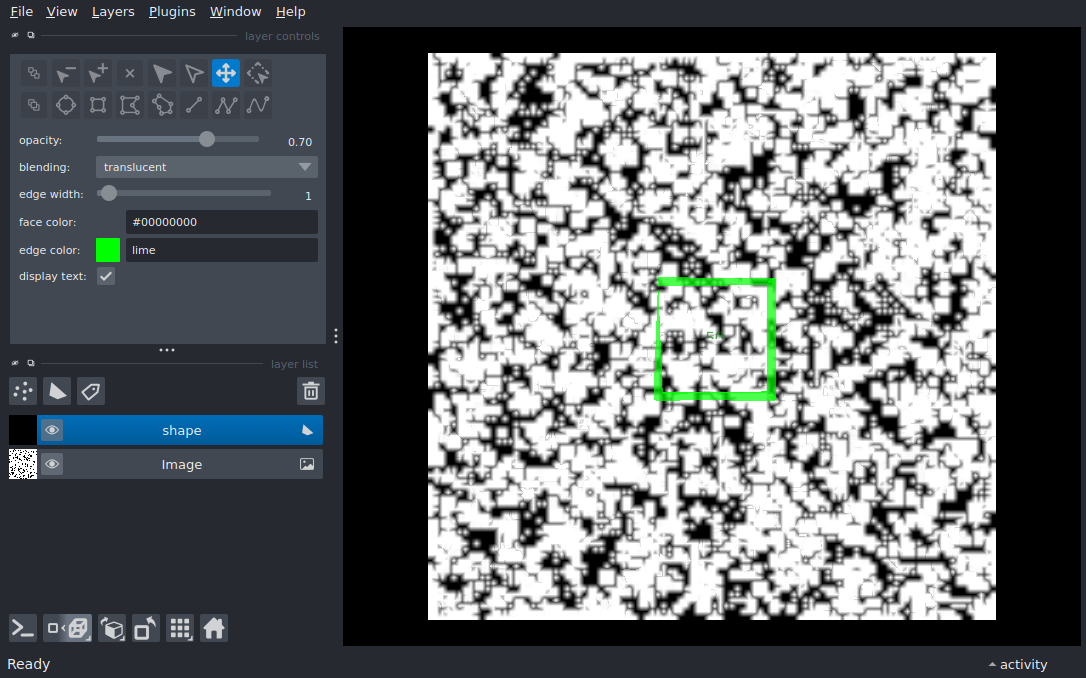 File View Layers Plugins Window Help
layer controls
opacity: 0.70
blending: translucent
edge width: 1
face color: #00000000
edge color: lime
display text:
layer list
shape
Image
Ready
activity